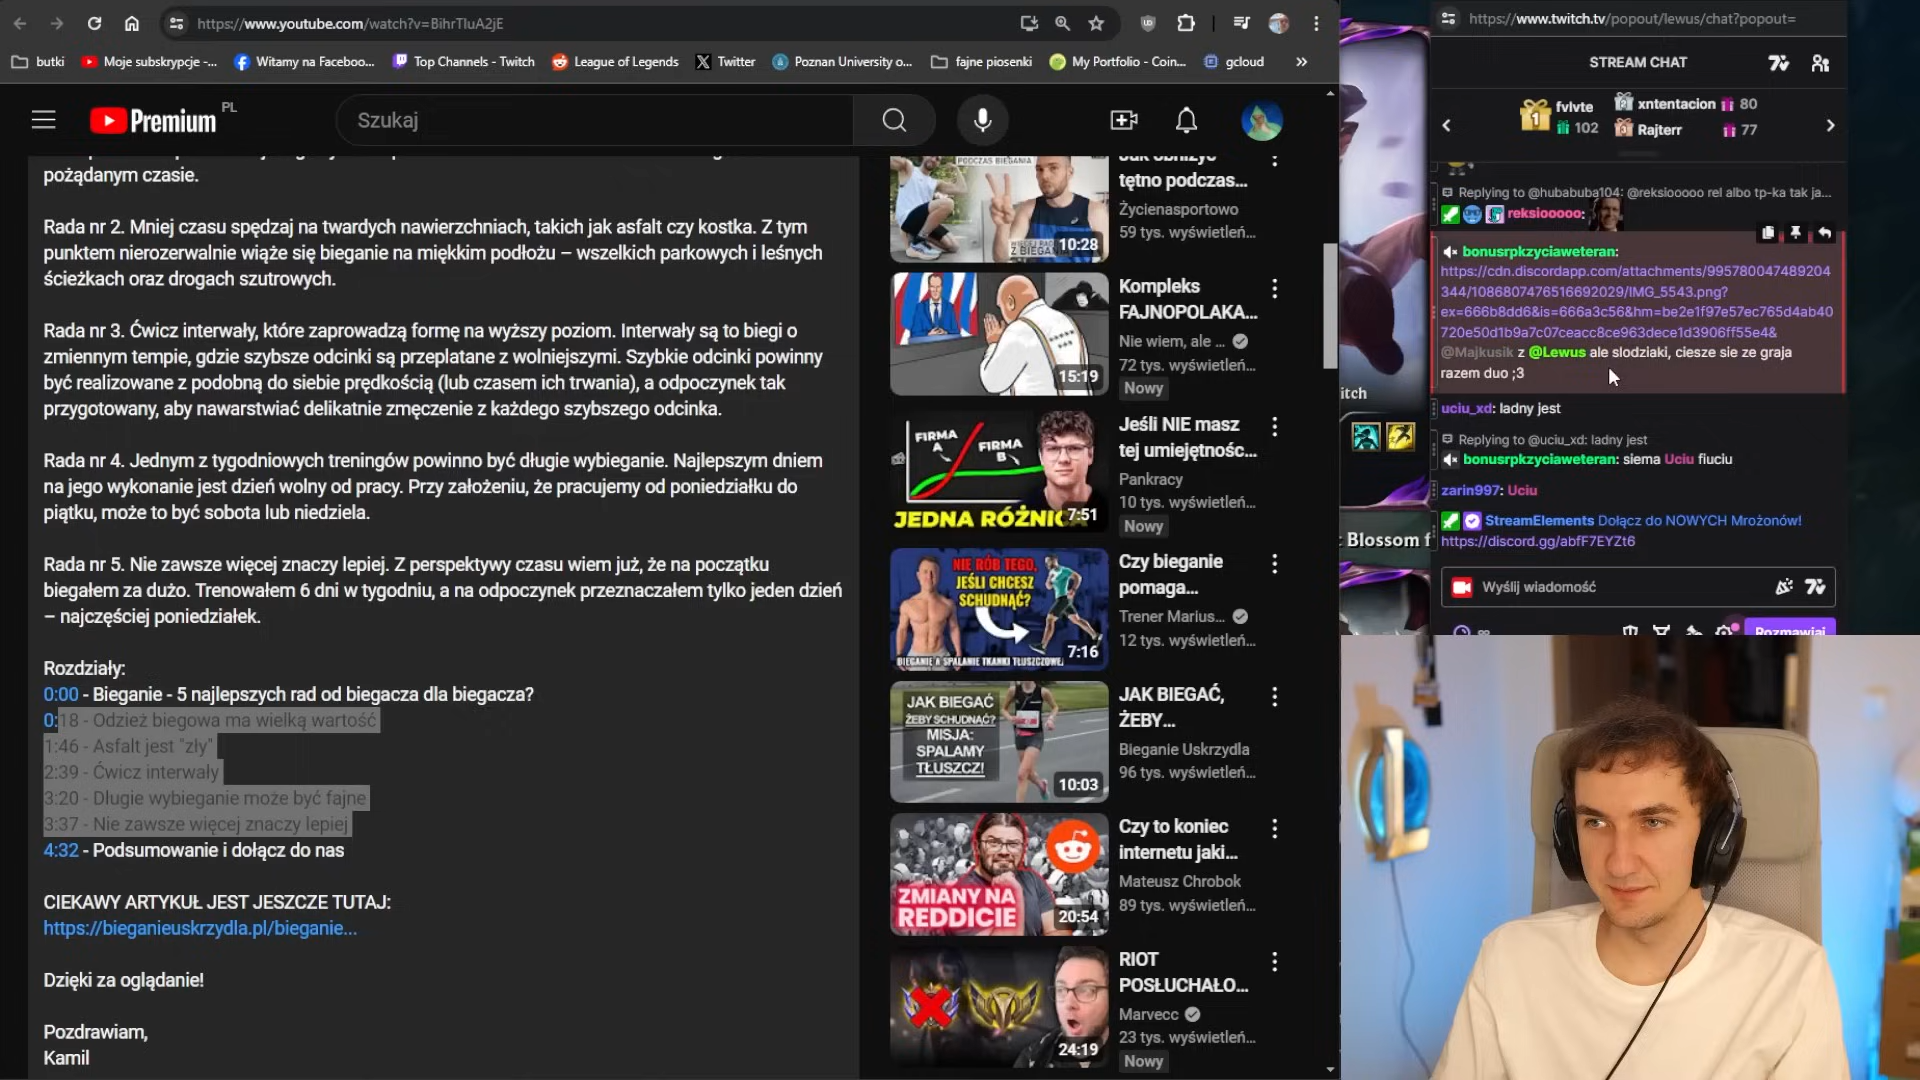 https://www.youtube.com/watch?v=BihrTIuA2jE
butki
Moje subskrypcje -...
Witamy na Faceboo...
Top Channels - Twitch
League of Legends
Twitter
Poznan University o...
fajne piosenki
My Portfolio - Coin...
gcloud
Premium PL
Szukaj
pożądanym czasie.
Rada nr 2. Mniej czasu spędzaj na twardych nawierzchniach, takich jak asfalt czy kostka. Z tym
punktem nierozerwalnie wiąże się bieganie na miękkim podłożu – wszelkich parkowych i leśnych
ścieżkach oraz drogach szutrowych.
Rada nr 3. Ćwicz interwały, które zaprowadzą formę na wyższy poziom. Interwały są to biegi o
zmiennym tempie, gdzie szybsze odcinki są przeplatane z wolniejszymi. Szybkie odcinki powinny
być realizowane z podobną do siebie prędkością (lub czasem ich trwania), a odpoczynek tak
przygotowany, aby nawarstwiać delikatnie zmęczenie z każdego szybszego odcinka.
Rada nr 4. Jednym z tygodniowych treningów powinno być długie wybieganie. Najlepszym dniem
na jego wykonanie jest dzień wolny od pracy. Przy założeniu, że pracujemy od poniedziałku do
piątku, może to być sobota lub niedziela.
Rada nr 5. Nie zawsze więcej znaczy lepiej. Z perspektywy czasu wiem już, że na początku
biegałem za dużo. Trenowałem 6 dni w tygodniu, a na odpoczynek przeznaczałem tylko jeden dzień
– najczęściej poniedziałek.
Rozdziały:
0:00 - Bieganie - 5 najlepszych rad od biegacza dla biegacza?
0:18 - Odzież biegowa ma wielką wartość
1:46 - Asfalt jest "zły"
2:39 - Ćwicz interwały
3:20 - Długie wybieganie może być fajne
3:37 - Nie zawsze więcej znaczy lepiej
4:32 - Podsumowanie i dołącz do nas
CIEKAWY ARTYKUŁ JEST JESZCZE TUTAJ:
https://bieganieuskrzydla.pl/bieganie...
Dzięki za oglądanie!
Pozdrawiam,
Kamil
PODCZAS BIEGANIA
10:28
Jak obniżyć
tętno podczas...
Życienasportowo
59 tys. wyświetleń...
15:19
Kompleks
FAJNOPOLAKA...
Nie wiem, ale ...
72 tys. wyświetleń...
Nowy
FIRMA A
FIRMA B
JEDNA RÓŻNICA
7:51
Jeśli NIE masz
tej umiejętnośc...
Pankracy
10 tys. wyświetleń...
Nowy
NIE RÓB TEGO,
JEŚLI CHCESZ
SCHUDNĄĆ?
BIEGANIE A SPALANIE TKANKI TŁUSZCZOWEJ
7:16
Czy bieganie
pomaga...
Trener Marius...
12 tys. wyświetleń...
JAK BIEGAĆ,
ŻEBY SCHUDNĄĆ?
MISJA:
SPALAMY
TŁUSZCZ!
10:03
JAK BIEGAĆ,
ŻEBY...
Bieganie Uskrzydla
96 tys. wyświetleń...
ZMIANY NA
REDDICIE
20:54
Czy to koniec
internetu jaki...
Mateusz Chrobok
89 tys. wyświetleń...
24:19
RIOT
POSŁUCHAŁO...
Marvecc
23 tys. wyświetleń...
Nowy
itch
t Blossom f
https://www.twitch.tv/popout/lewus/chat?popout=
STREAM CHAT
1 fvlvte 102
2 xntentacion 80
3 Rajterr 77
Replying to @hubabuba104: @reksiooooo rel albo tp-ka tak ja...
reksiooooo:
bonusrpkzyciaweteran:
https://cdn.discordapp.com/attachments/995780047489204
344/1086807476516692029/IMG_5543.png?
ex=666b8dd6&is=666a3c56&hm=be2e1f97e57ec765d4ab40
720e50d1b9a7c07ceacc8ce963dece1d3906ff55e4&
@Majkusik z @Lewus ale slodziaki, ciesze sie ze graja
razem duo ;3
uciu_xd: ładny jest
Replying to @uciu_xd: ładny jest
bonusrpkzyciaweteran: siema Uciu fiuciu
zarin997: Uciu
StreamElements Dołącz do NOWYCH Mrożonów!
https://discord.gg/abfF7EYZt6
Wyślij wiadomość
Rozmawiaj